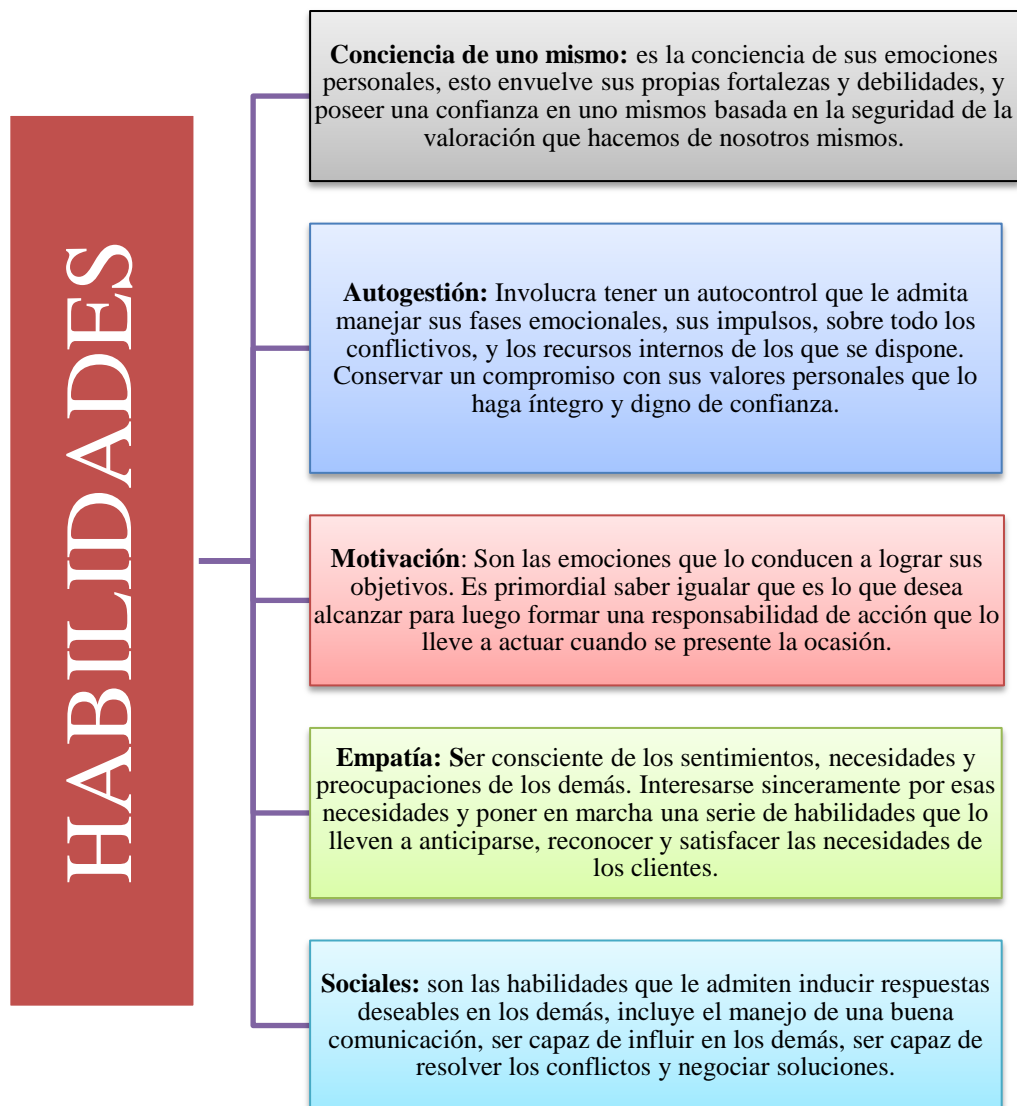 HABILIDADES
Conciencia de uno mismo: es la conciencia de sus emociones
personales, esto envuelve sus propias fortalezas y debilidades, y
poseer una confianza en uno mismos basada en la seguridad de la
valoración que hacemos de nosotros mismos.
Autogestión: Involucra tener un autocontrol que le admita
manejar sus fases emocionales, sus impulsos, sobre todo los
conflictivos, y los recursos internos de los que se dispone.
Conservar un compromiso con sus valores personales que lo
haga íntegro y digno de confianza.
Motivación: Son las emociones que lo conducen a lograr sus
objetivos. Es primordial saber igualar que es lo que desea
alcanzar para luego formar una responsabilidad de acción que lo
lleve a actuar cuando se presente la ocasión.
Empatía: Ser consciente de los sentimientos, necesidades y
preocupaciones de los demás. Interesarse sinceramente por esas
necesidades y poner en marcha una serie de habilidades que lo
lleven a anticiparse, reconocer y satisfacer las necesidades de
los clientes.
Sociales: son las habilidades que le admiten inducir respuestas
deseables en los demás, incluye el manejo de una buena
comunicación, ser capaz de influir en los demás, ser capaz de
resolver los conflictos y negociar soluciones.